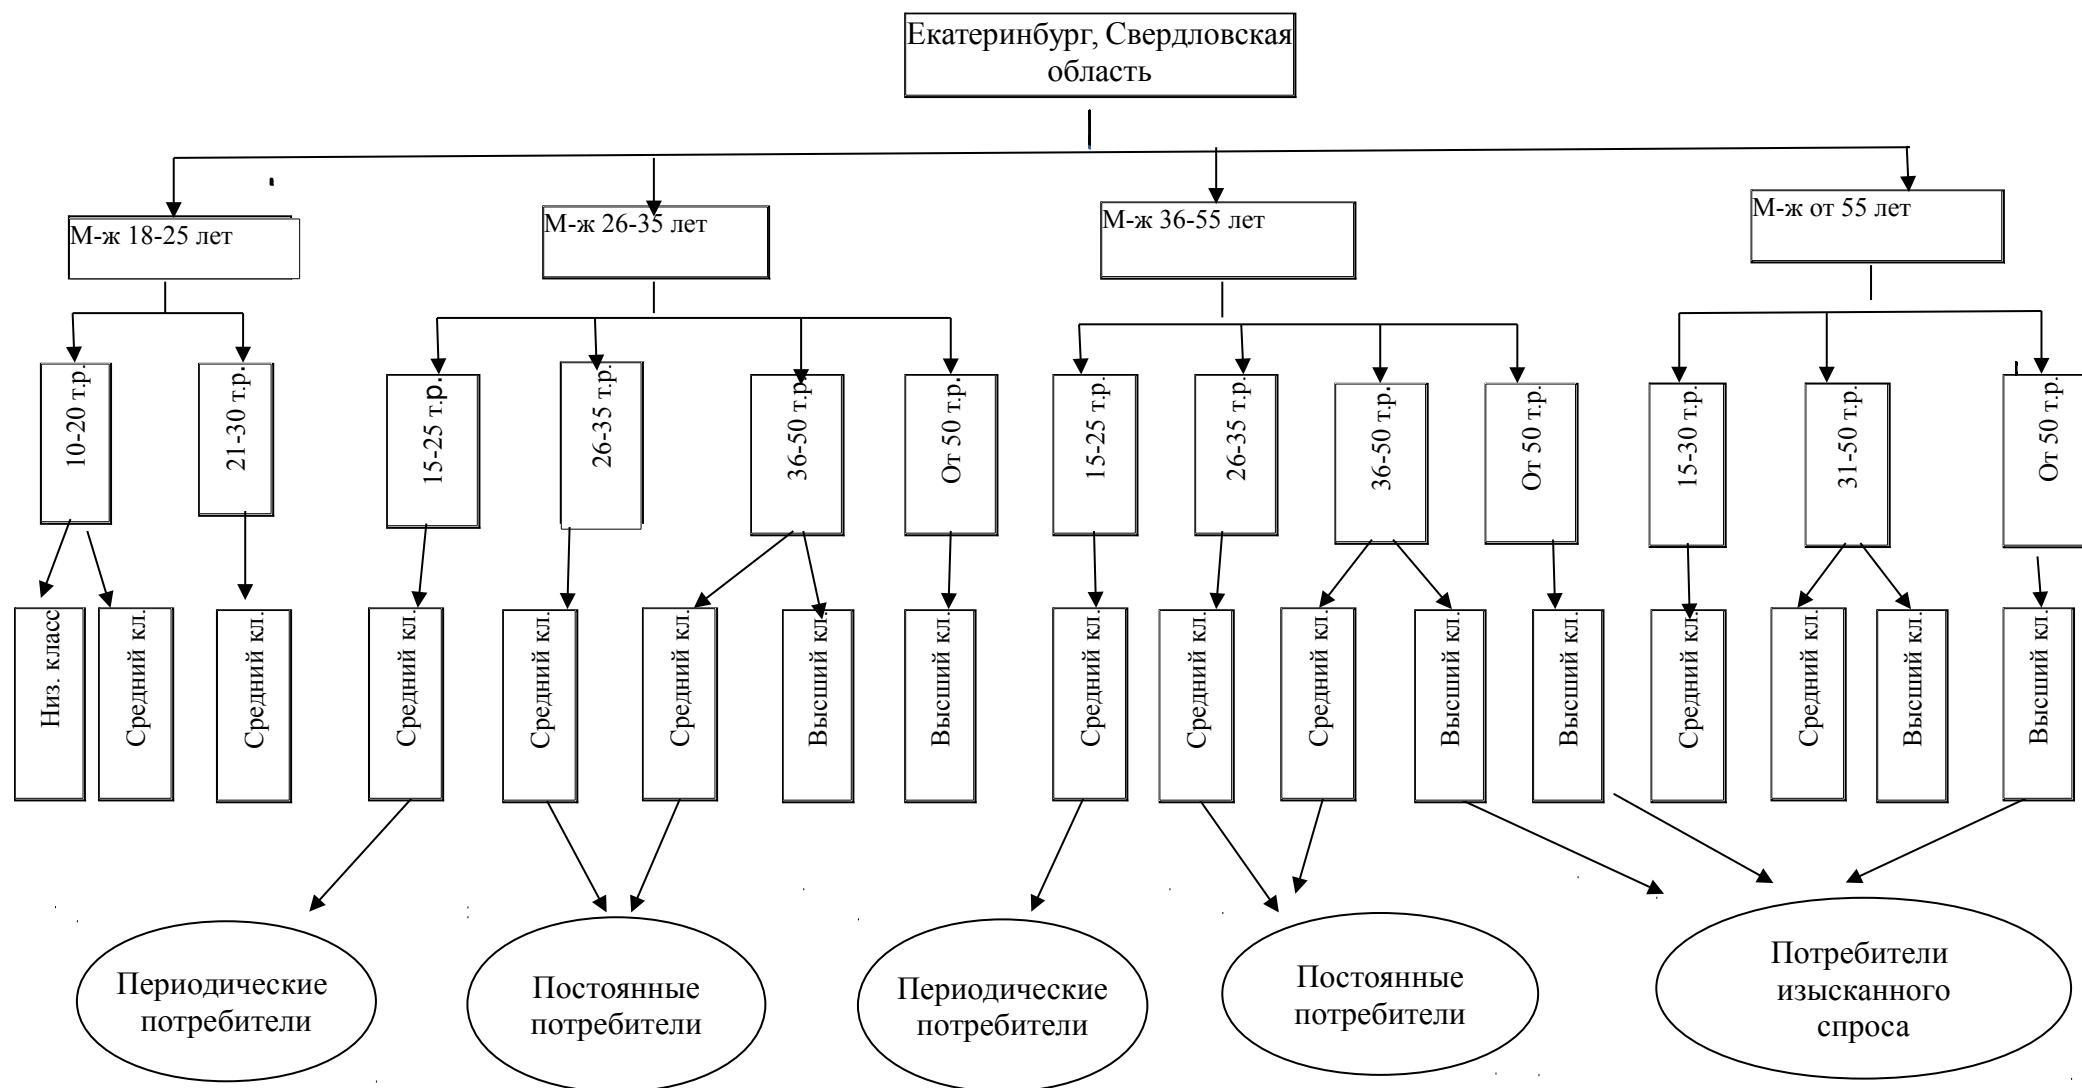 Екатеринбург, Свердловская
область
М-ж 18-25 лет
М-ж 26-35 лет
М-ж 36-55 лет
М-ж от 55 лет
10-20 т.р.
21-30 т.р.
15-25 т.р.
26-35 т.р.
36-50 т.р.
От 50 т.р.
15-25 т.р.
26-35 т.р.
36-50 т.р.
От 50 т.р.
15-30 т.р.
31-50 т.р.
От 50 т.р.
Низ. класс
Средний кл.
Средний кл.
Средний кл.
Средний кл.
Средний кл.
Высший кл.
Высший кл.
Средний кл.
Средний кл.
Средний кл.
Высший кл.
Высший кл.
Средний кл.
Средний кл.
Высший кл.
Высший кл.
Периодические
потребители
Постоянные
потребители
Периодические
потребители
Постоянные
потребители
Потребители
изысканного
спроса